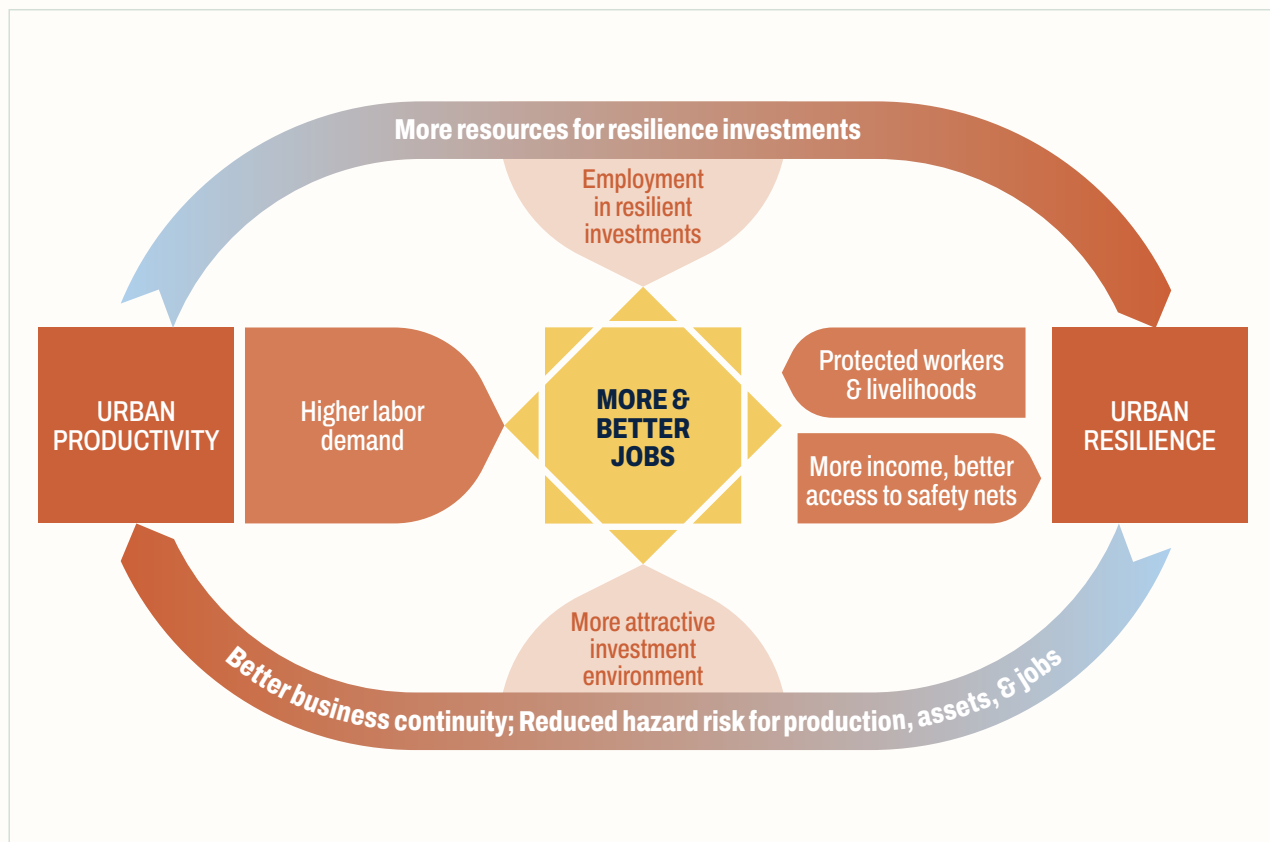 More resources for resilience investments
Employment
in resilient
investments
URBAN
PRODUCTIVITY
Higher labor
demand
MORE &
BETTER
JOBS
Protected workers
& livelihoods
More income, better
access to safety nets
URBAN
RESILIENCE
More attractive
investment
environment
Better business continuity; Reduced hazard risk for production, assets, & jobs